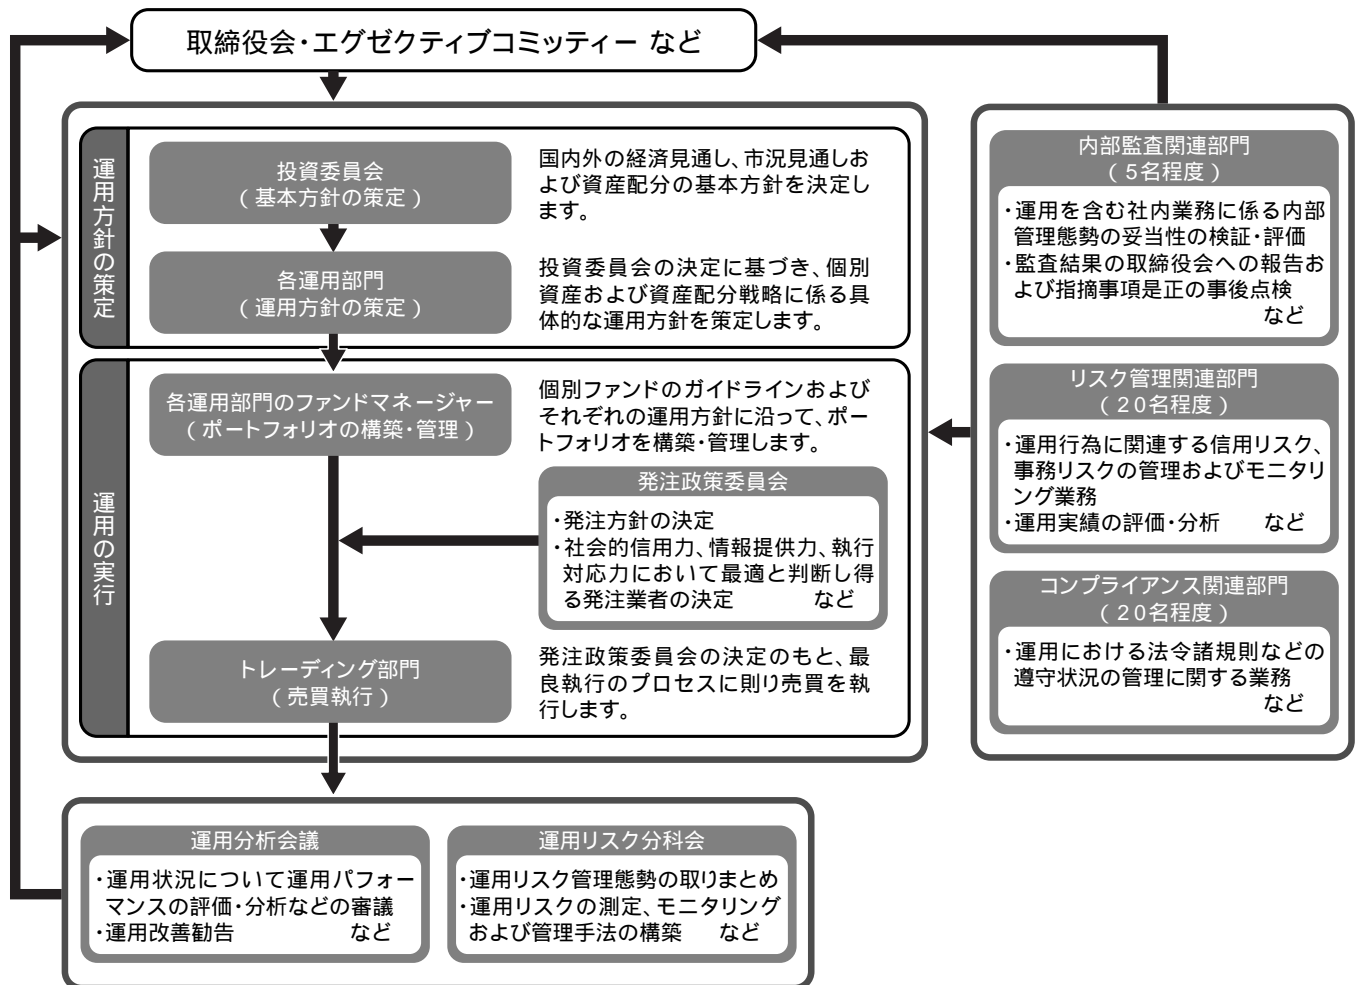 取締役会・エグゼクティブコミッティー など
運用方針の策定
投資委員会
(基本方針の策定)
国内外の経済見通し、市況見通しお
よび資産配分の基本方針を決定し
ます。
各運用部門
(運用方針の策定)
投資委員会の決定に基づき、個別
資産および資産配分戦略に係る具
体的な運用方針を策定します。
運用の実行
各運用部門のファンドマネージャー
(ポートフォリオの構築・管理)
個別ファンドのガイドラインおよび
それぞれの運用方針に沿って、ポー
トフォリオを構築・管理します。
発注政策委員会
・発注方針の決定
・社会的信用力、情報提供力、執行
対応力において最適と判断し得
る発注業者の決定 など
トレーディング部門
(売買執行)
発注政策委員会の決定のもと、最
良執行のプロセスに則り売買を執
行します。
内部監査関連部門
(5名程度)
・運用を含む社内業務に係る内部
管理態勢の妥当性の検証・評価
・監査結果の取締役会への報告お
よび指摘事項是正の事後点検
など
リスク管理関連部門
(20名程度)
・運用行為に関連する信用リスク、
事務リスクの管理およびモニタリ
ング業務
・運用実績の評価・分析 など
コンプライアンス関連部門
(20名程度)
・運用における法令諸規則などの
遵守状況の管理に関する業務
など
運用分析会議
・運用状況について運用パフォー
マンスの評価・分析などの審議
・運用改善勧告 など
運用リスク分科会
・運用リスク管理態勢の取りまとめ
・運用リスクの測定、モニタリング
および管理手法の構築 など